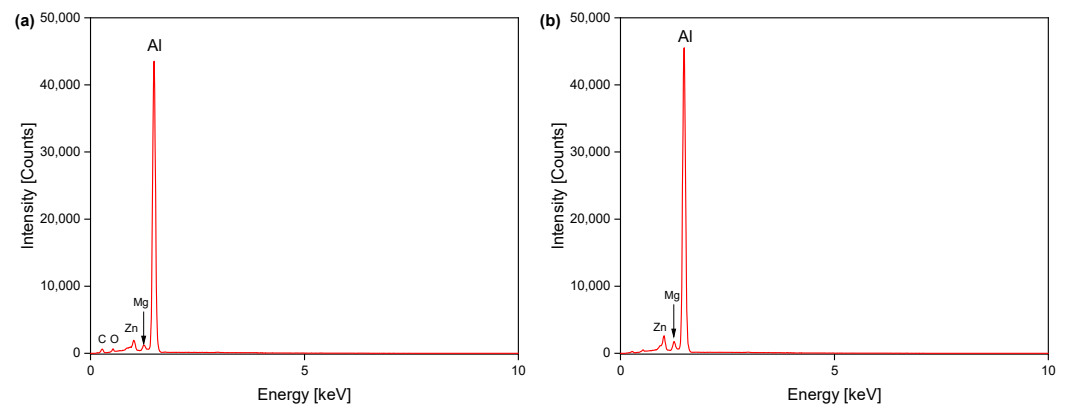 (a)
50,000
40,000
30,000
20,000
10,000
0
Intensity [Counts]
Al
Mg
Zn
C O
0 5 10
Energy [keV]
(b)
50,000
40,000
30,000
20,000
10,000
0
Intensity [Counts]
Al
Mg
Zn
0 5 10
Energy [keV]